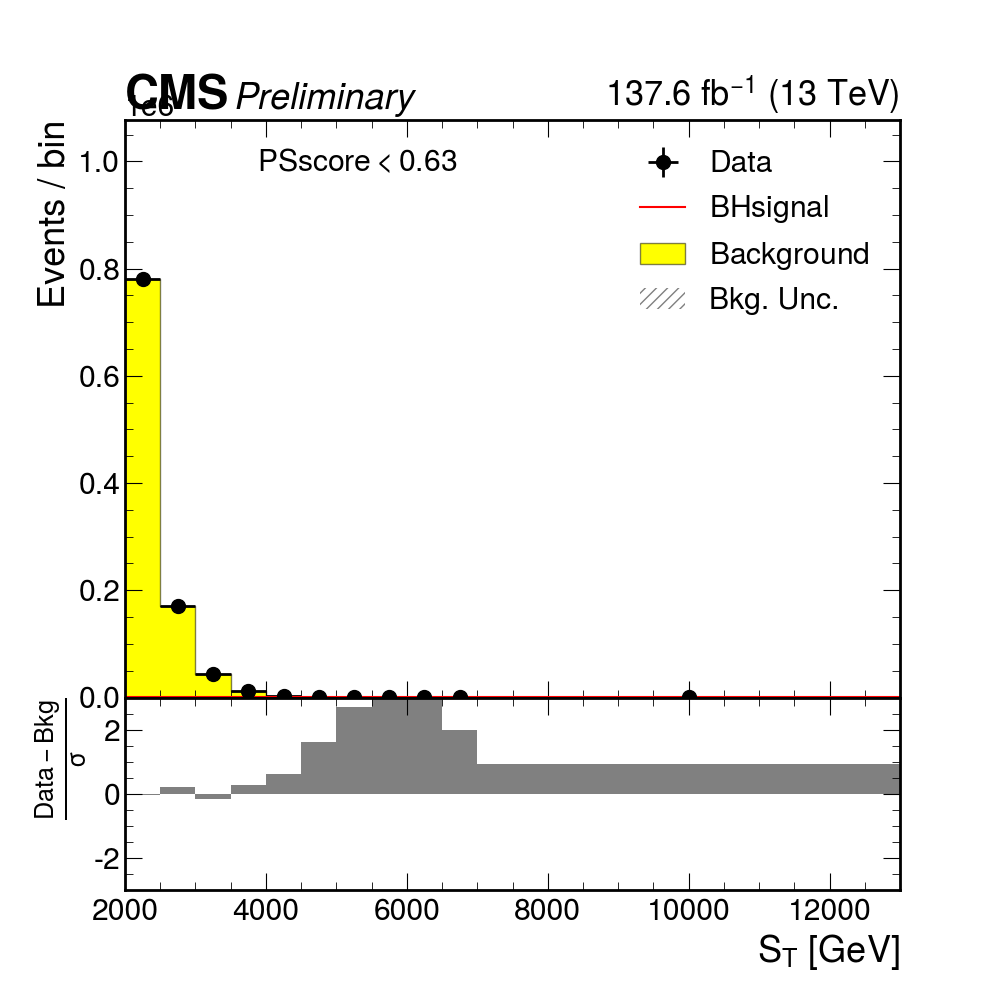 CMS Preliminary 137.6 fb⁻¹ (13 TeV)
1e6
Events / bin
PSscore < 0.63
Data
BHsignal
Background
Bkg. Unc.
1.0
0.8
0.6
0.4
0.2
0.0
Data − Bkg
σ
2
0
-2
2000 4000 6000 8000 10000 12000
S_T [GeV]